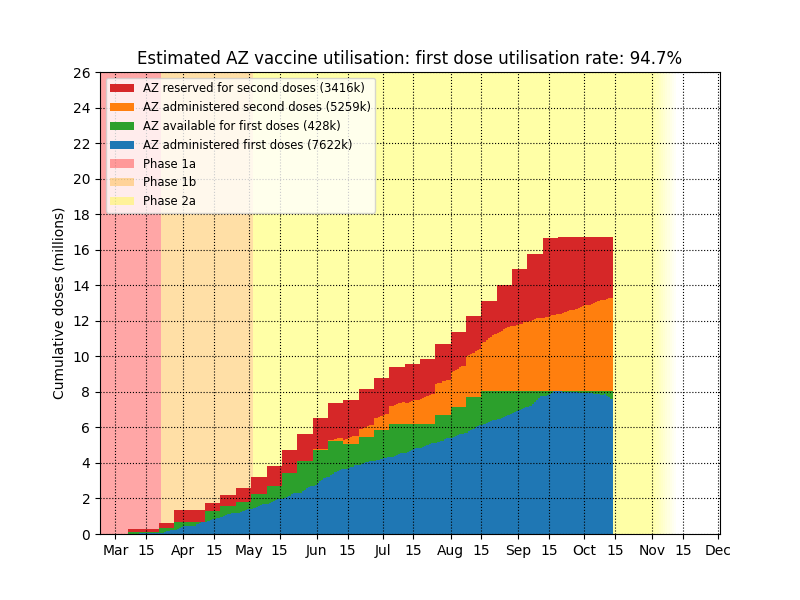 Estimated AZ vaccine utilisation: first dose utilisation rate: 94.7%
26
24
22
20
18
16
14
12
10
8
6
4
2
0
Cumulative doses (millions)
AZ reserved for second doses (3416k)
AZ administered second doses (5259k)
AZ available for first doses (428k)
AZ administered first doses (7622k)
Phase 1a
Phase 1b
Phase 2a
Mar 15 Apr 15 May 15 Jun 15 Jul 15 Aug 15 Sep 15 Oct 15 Nov 15 Dec